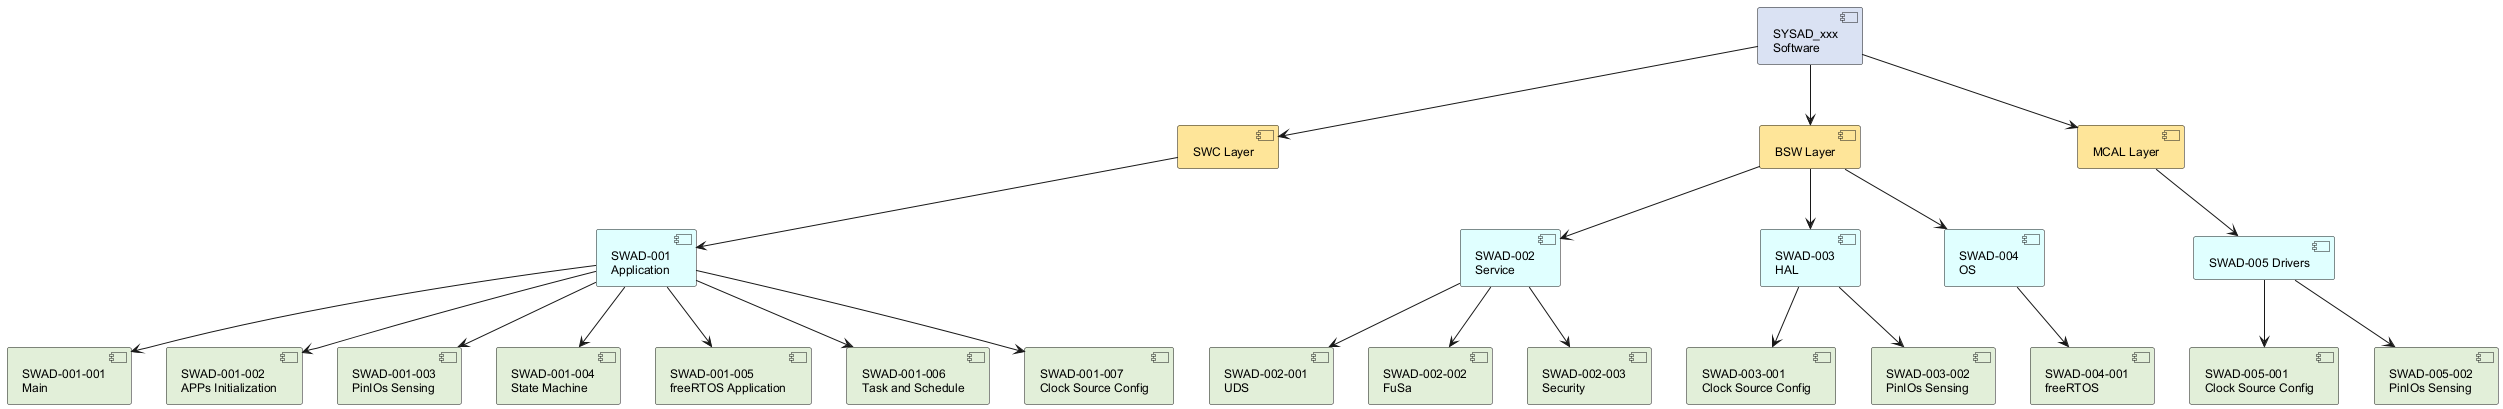 SYSAD_xxx
Software
SWC Layer
BSW Layer
MCAL Layer
SWAD-001
Application
SWAD-002
Service
SWAD-003
HAL
SWAD-004
OS
SWAD-005 Drivers
SWAD-001-001
Main
SWAD-001-002
APPs Initialization
SWAD-001-003
PinIOs Sensing
SWAD-001-004
State Machine
SWAD-001-005
freeRTOS Application
SWAD-001-006
Task and Schedule
SWAD-001-007
Clock Source Config
SWAD-002-001
UDS
SWAD-002-002
FuSa
SWAD-002-003
Security
SWAD-003-001
Clock Source Config
SWAD-003-002
PinIOs Sensing
SWAD-004-001
freeRTOS
SWAD-005-001
Clock Source Config
SWAD-005-002
PinIOs Sensing